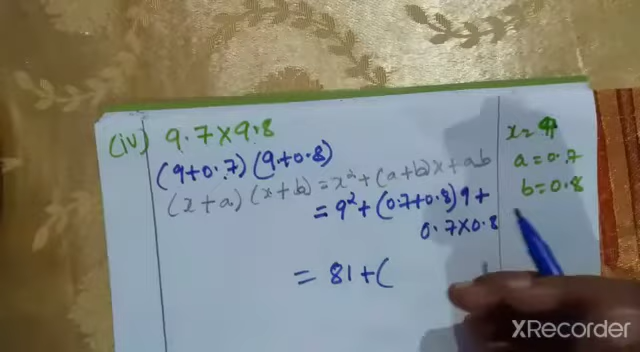 (iv) 9.7×9.8
(9+0.7) (9+0.8)
(x+a) (x+b) = x²+(a+b)x+ab
= 9²+(0.7+0.8)9+
0.7×0.8
= 81+(
x=9
a=0.7
b=0.8
XRecorder